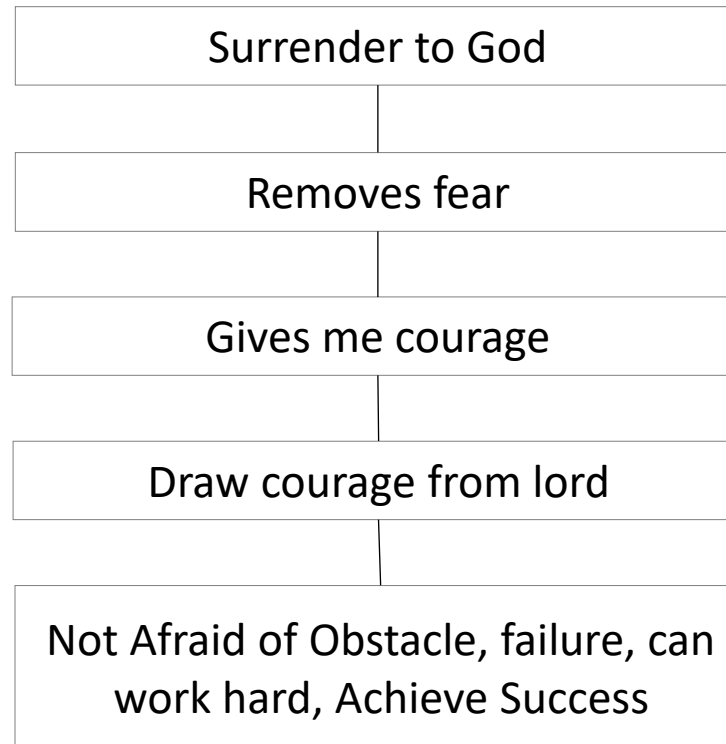 Surrender to God
Removes fear
Gives me courage
Draw courage from lord
Not Afraid of Obstacle, failure, can
work hard, Achieve Success